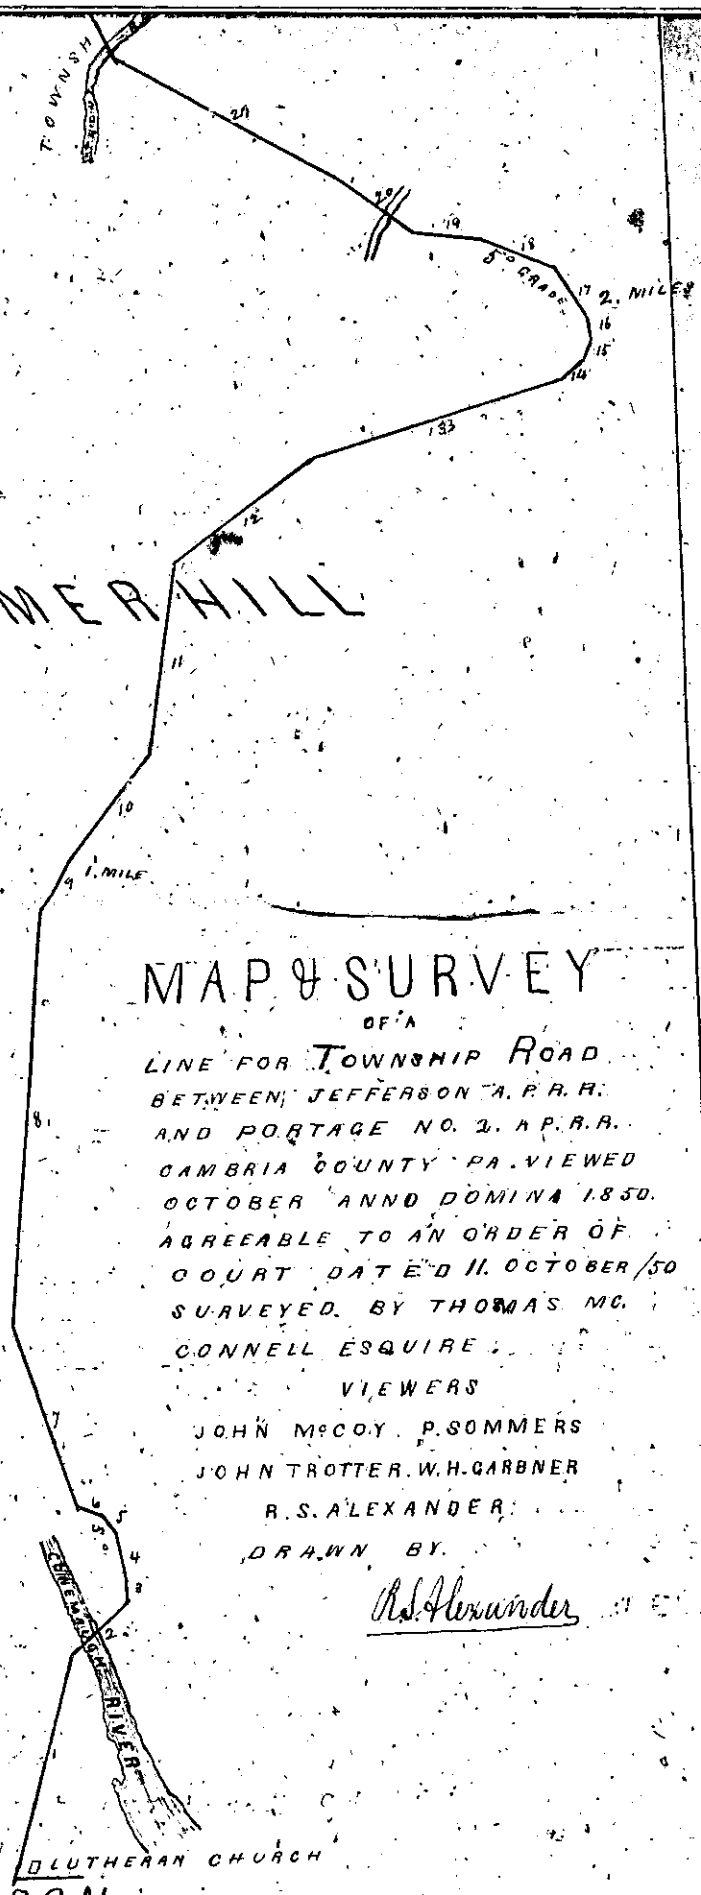 TOWNSH
21
20
19
18
5° GRADE
17
2. MILES
16
15
14
13
12
MERHILL
11
10
1. MILE
9
MAP & SURVEY
OF A
LINE FOR TOWNSHIP ROAD
BETWEEN JEFFERSON A. P. R. R.
AND PORTAGE NO. 2. A P. R. R.
CAMBRIA COUNTY PA. VIEWED
OCTOBER ANNO DOMINA 1850.
AGREEABLE TO AN ORDER OF
COURT DATED 11. OCTOBER/50
SURVEYED BY THOMAS MC.
CONNELL ESQUIRE.
VIEWERS
JOHN McCOY. P. SOMMERS
JOHN TROTTER. W. H. GARBNER
R. S. ALEXANDER.
DRAWN BY.
R.S. Alexander
8
7
6
5°
5
4
3
2
CONEMAUGH RIVER
LUTHERAN CHURCH